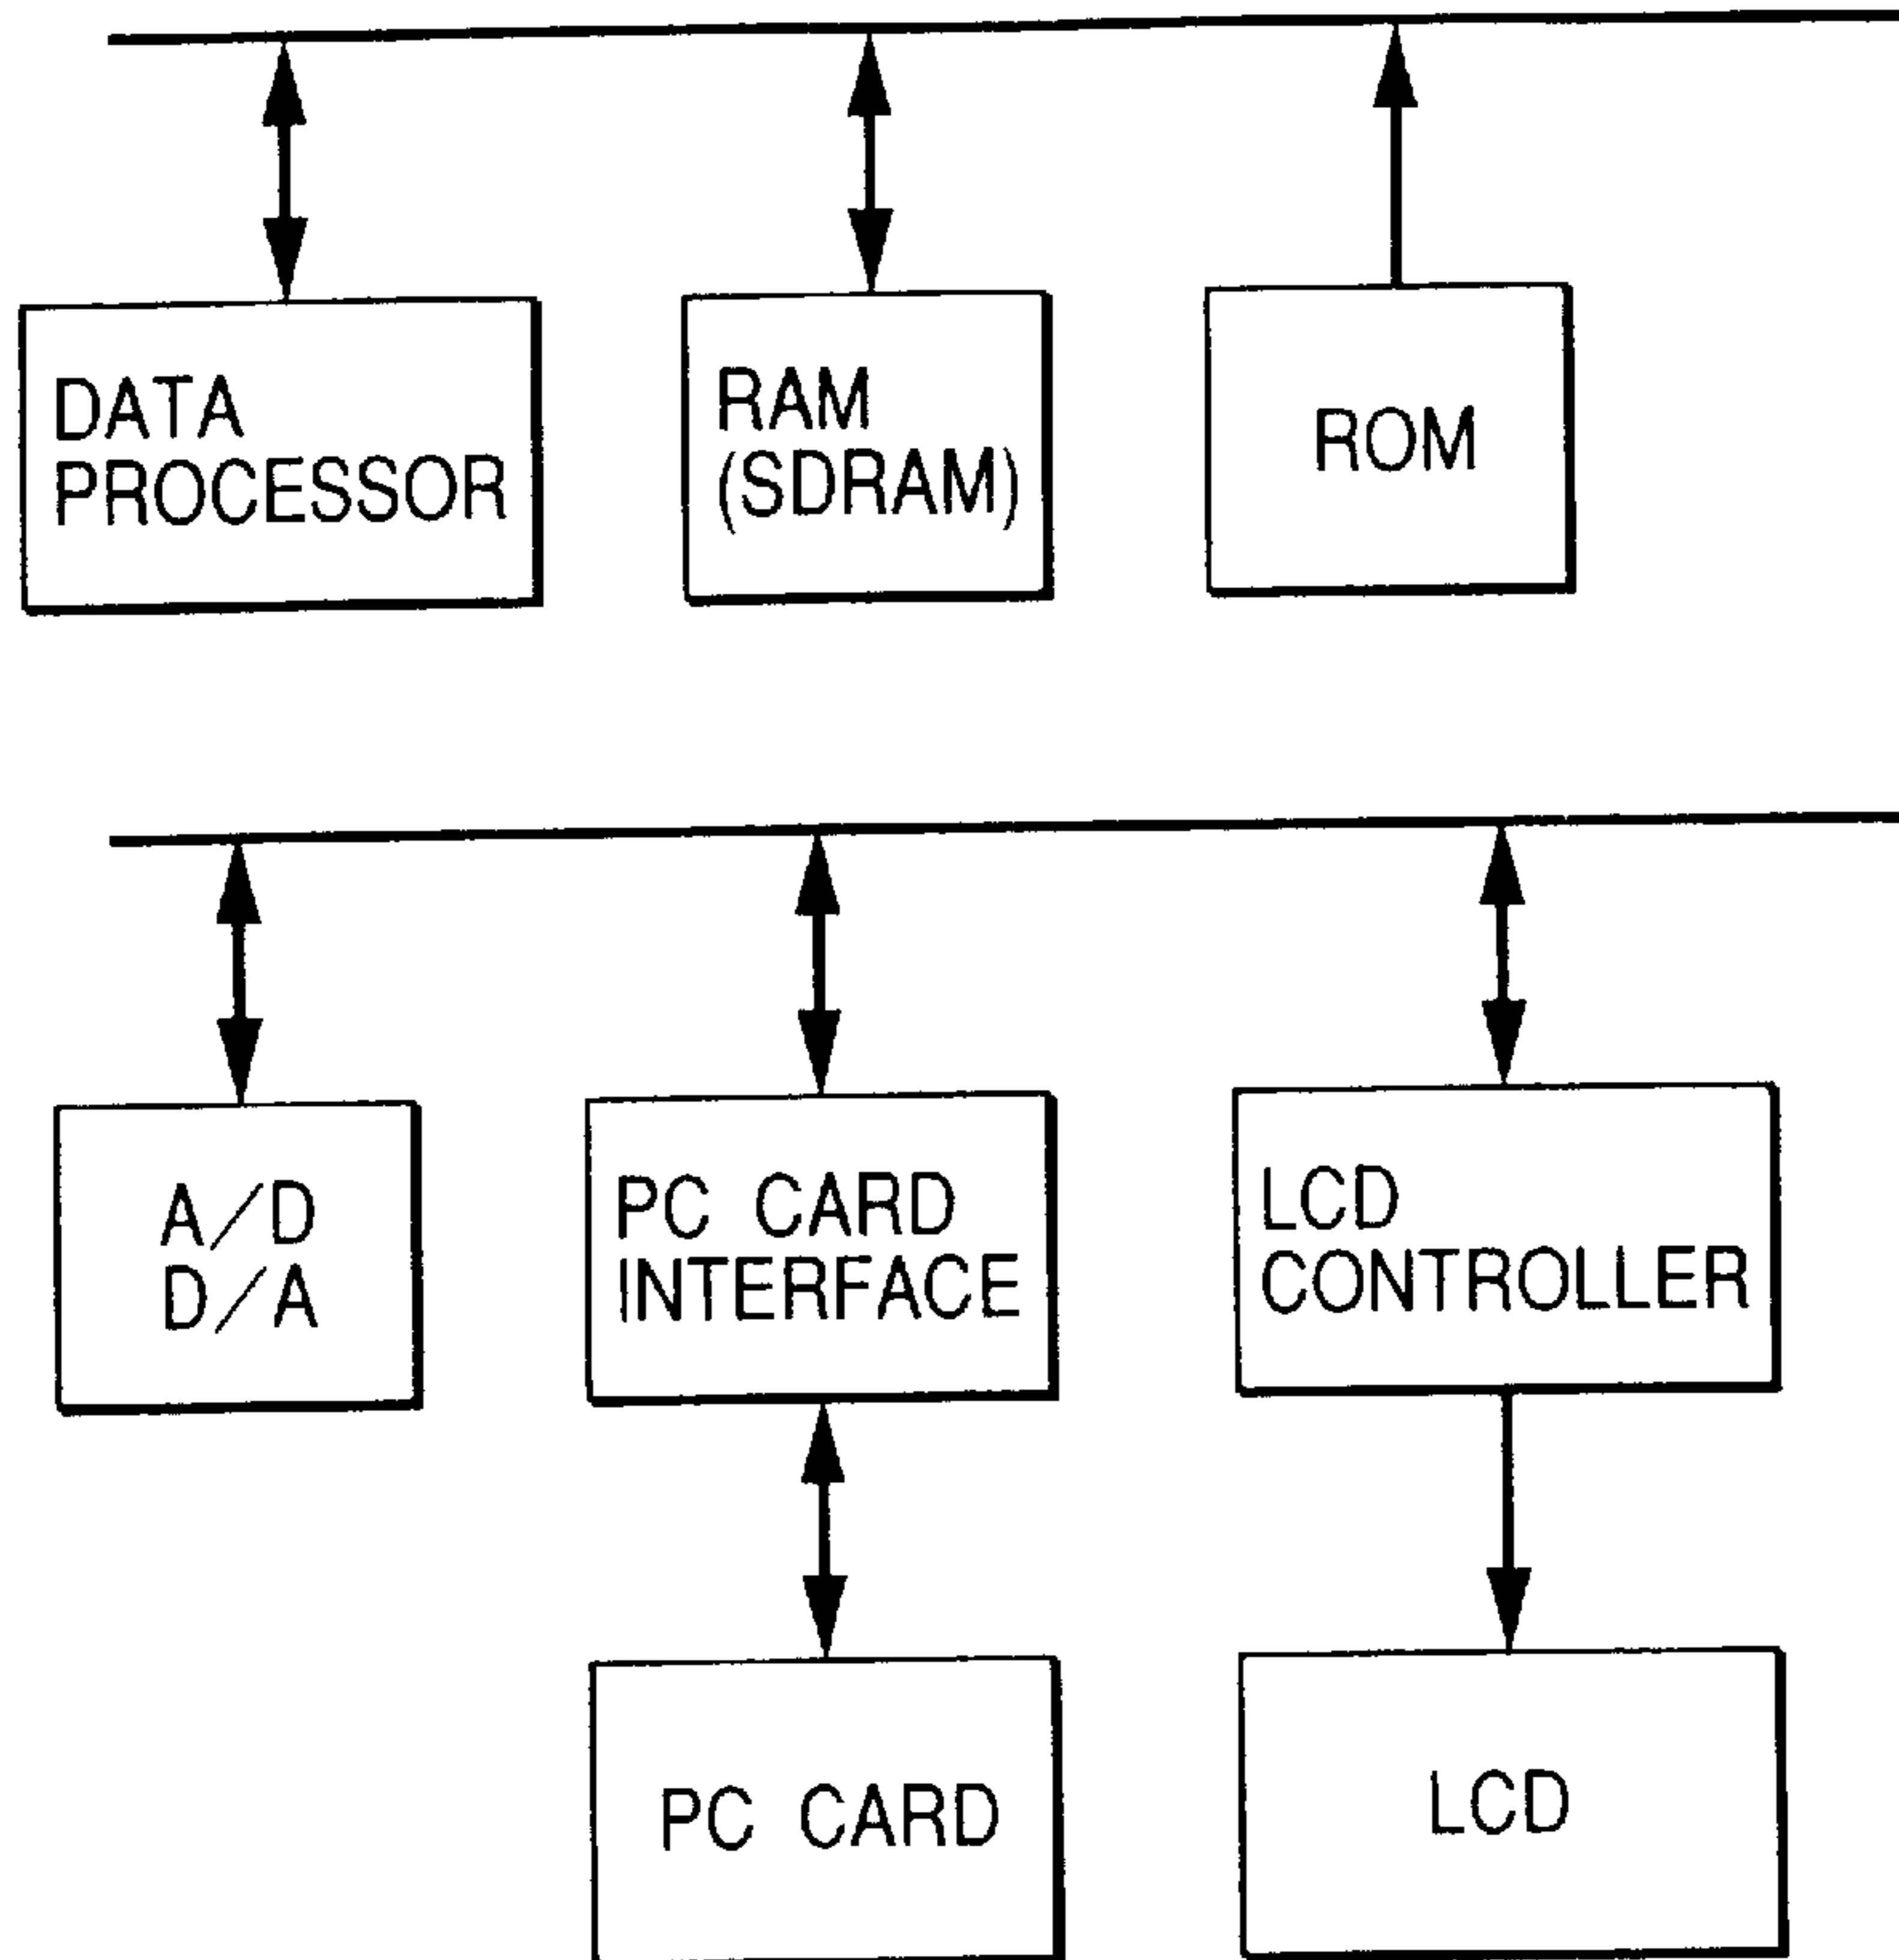 DATA
PROCESSOR
RAM
(SDRAM)
ROM
A/D
D/A
PC CARD
INTERFACE
LCD
CONTROLLER
PC CARD
LCD